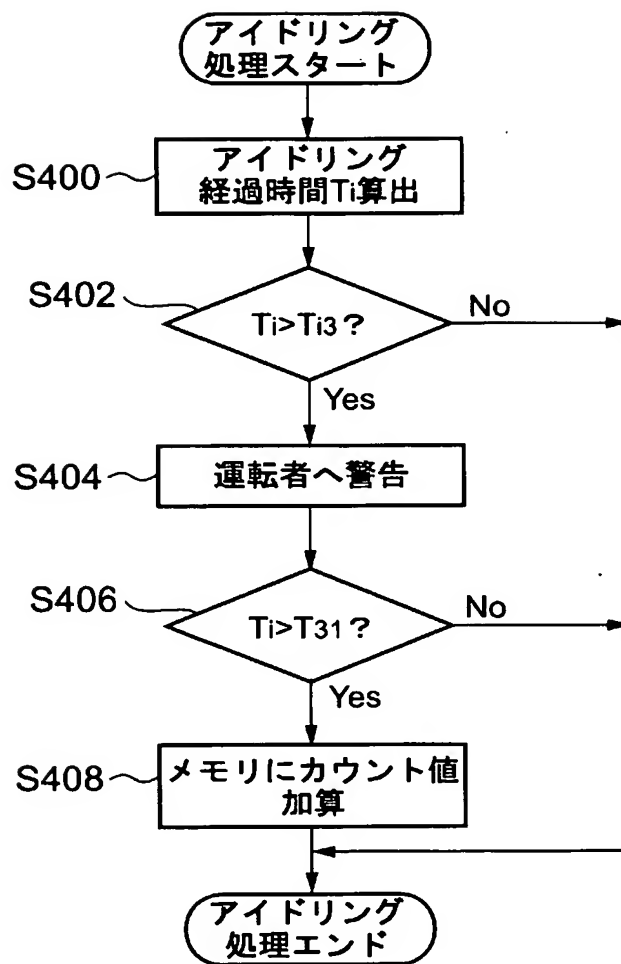 アイドリング
処理スタート
S400
アイドリング
経過時間Ti算出
S402
Ti>Ti3?
No
Yes
S404
運転者へ警告
S406
Ti>T31?
No
Yes
S408
メモリにカウント値
加算
アイドリング
処理エンド